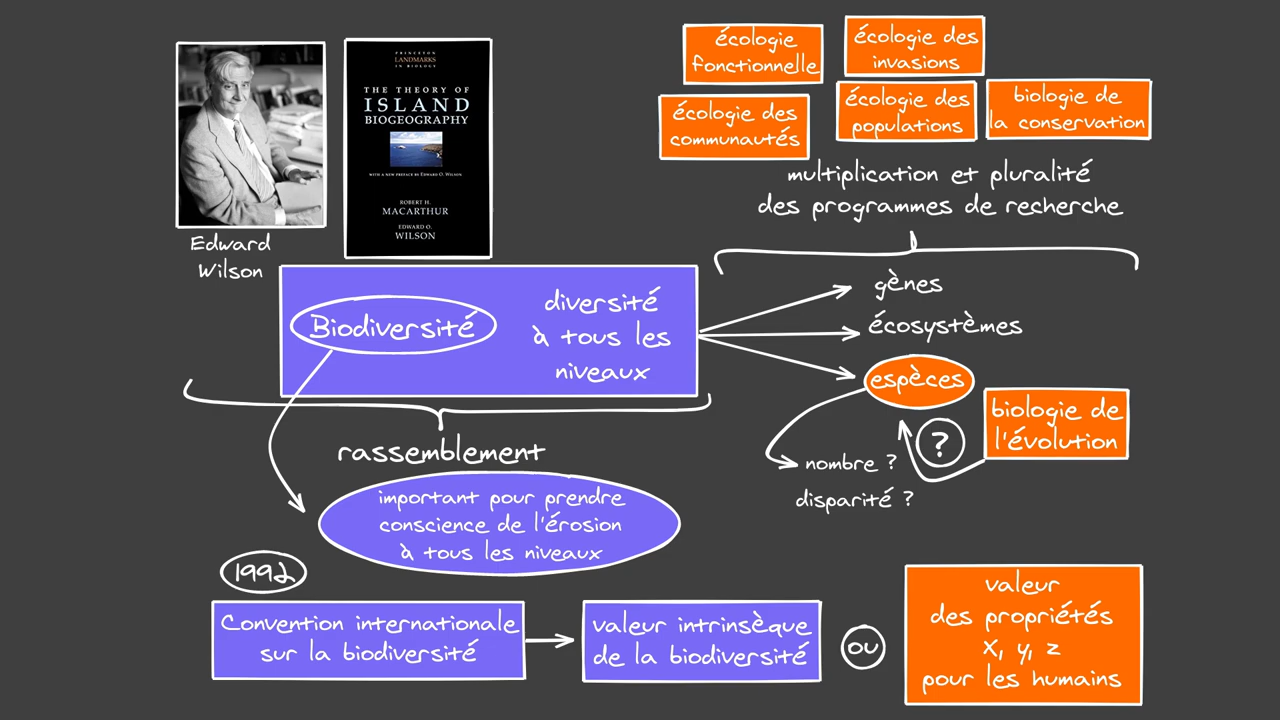 Edward
Wilson
PRINCETON
LANDMARKS
IN BIOLOGY
THE THEORY OF
ISLAND
BIOGEOGRAPHY
WITH A NEW PREFACE BY EDWARD O. WILSON
ROBERT H.
MACARTHUR
EDWARD O.
WILSON
écologie
fonctionnelle
écologie des
invasions
écologie des
communautés
écologie des
populations
biologie de
la conservation
multiplication et pluralité
des programmes de recherche
Biodiversité
diversité
à tous les
niveaux
gènes
écosystèmes
espèces
biologie de
l'évolution
?
nombre ?
disparité ?
rassemblement
important pour prendre
conscience de l'érosion
à tous les niveaux
1992
Convention internationale
sur la biodiversité
valeur intrinsèque
de la biodiversité
ou
valeur
des propriétés
x, y, z
pour les humains